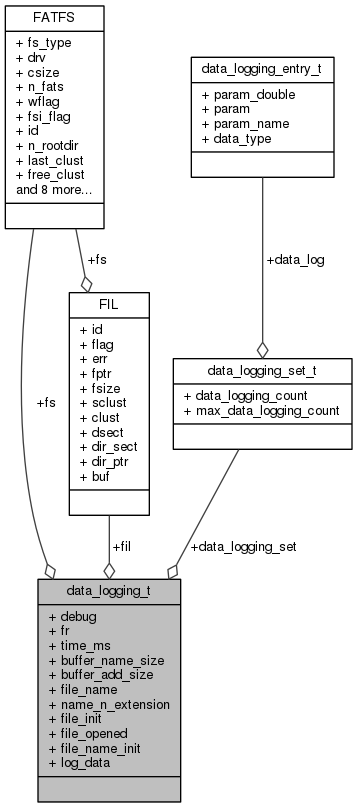 FATFS
+ fs_type
+ drv
+ csize
+ n_fats
+ wflag
+ fsi_flag
+ id
+ n_rootdir
+ last_clust
+ free_clust
and 8 more...
data_logging_entry_t
+ param_double
+ param
+ param_name
+ data_type
+fs
+data_log
FIL
+ id
+ flag
+ err
+ fptr
+ fsize
+ sclust
+ clust
+ dsect
+ dir_sect
+ dir_ptr
+ buf
data_logging_set_t
+ data_logging_count
+ max_data_logging_count
+fs
+fil
+data_logging_set
data_logging_t
+ debug
+ fr
+ time_ms
+ buffer_name_size
+ buffer_add_size
+ file_name
+ name_n_extension
+ file_init
+ file_opened
+ file_name_init
+ log_data